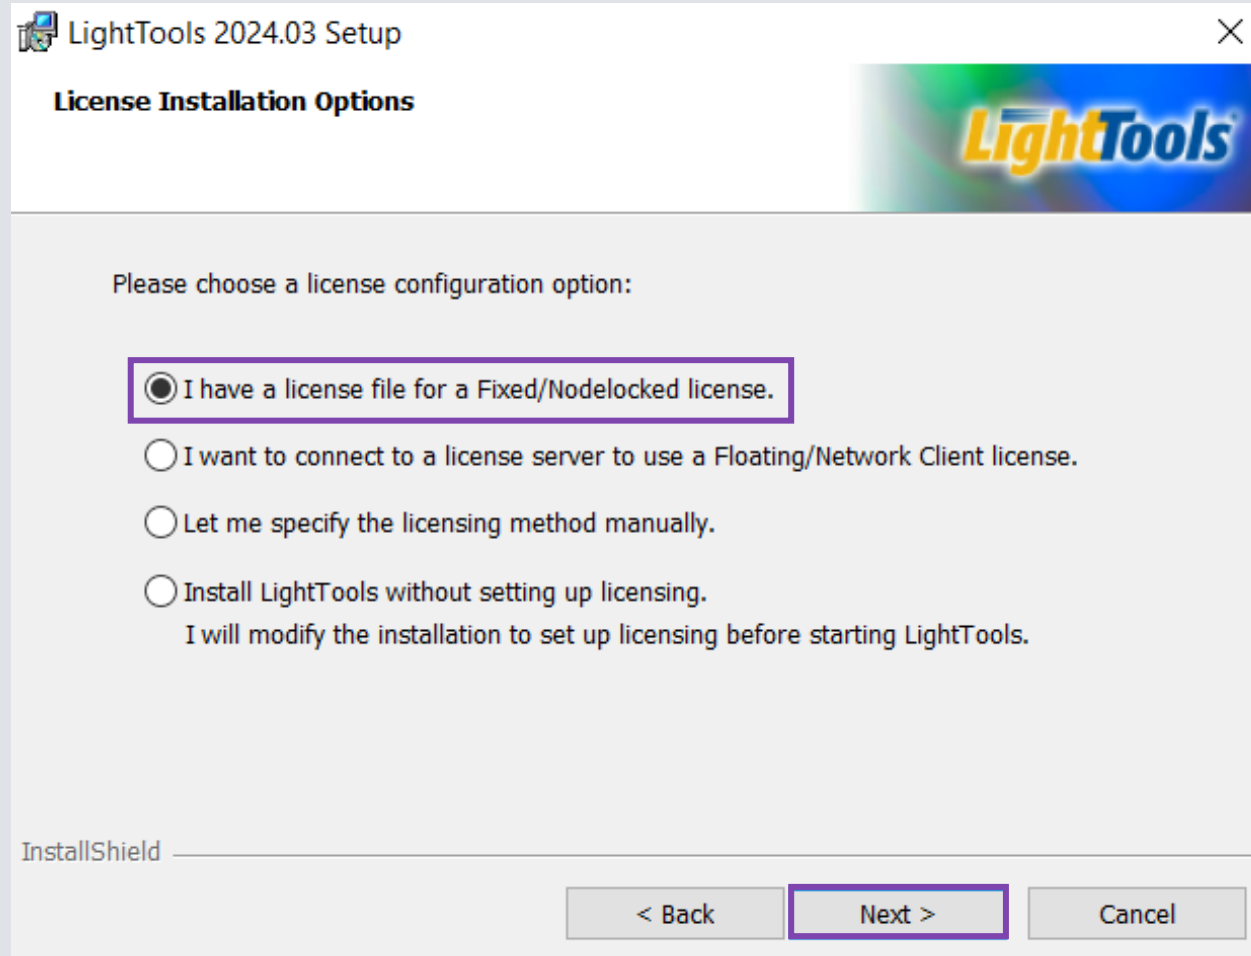 LightTools 2024.03 Setup
License Installation Options
LightTools
Please choose a license configuration option:
I have a license file for a Fixed/Nodelocked license.
I want to connect to a license server to use a Floating/Network Client license.
Let me specify the licensing method manually.
Install LightTools without setting up licensing.
I will modify the installation to set up licensing before starting LightTools.
InstallShield
< Back Next > Cancel